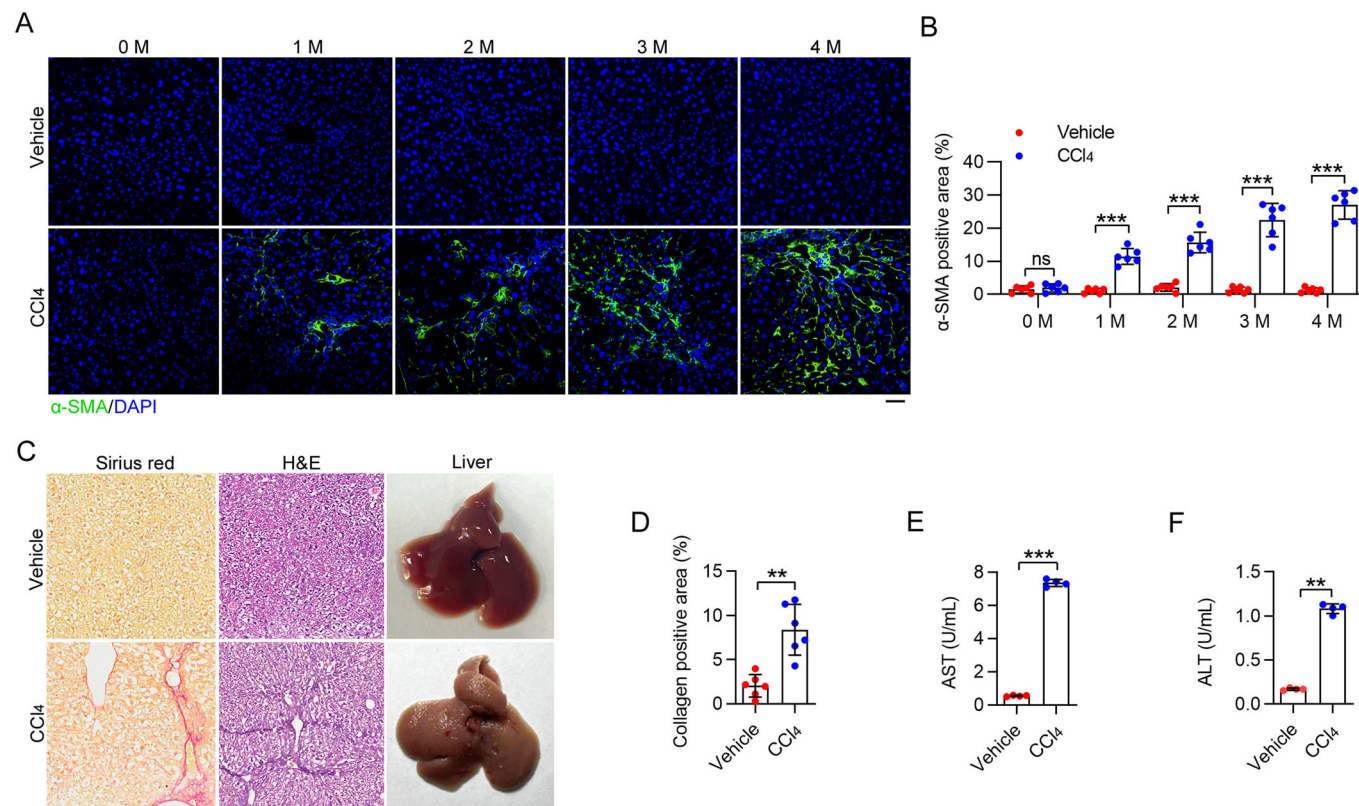 A
0 M 1 M 2 M 3 M 4 M
Vehicle
CCl4
α-SMA/DAPI
B
Vehicle
CCl4
α-SMA positive area (%)
40
30
20
10
0
ns
***
***
***
***
0 M 1 M 2 M 3 M 4 M
C
Sirius red H&E Liver
Vehicle
CCl4
D
Collagen positive area (%)
15
10
5
0
**
Vehicle CCl4
E
AST (U/mL)
8
6
4
2
0
***
Vehicle CCl4
F
ALT (U/mL)
1.5
1.0
0.5
0.0
**
Vehicle CCl4